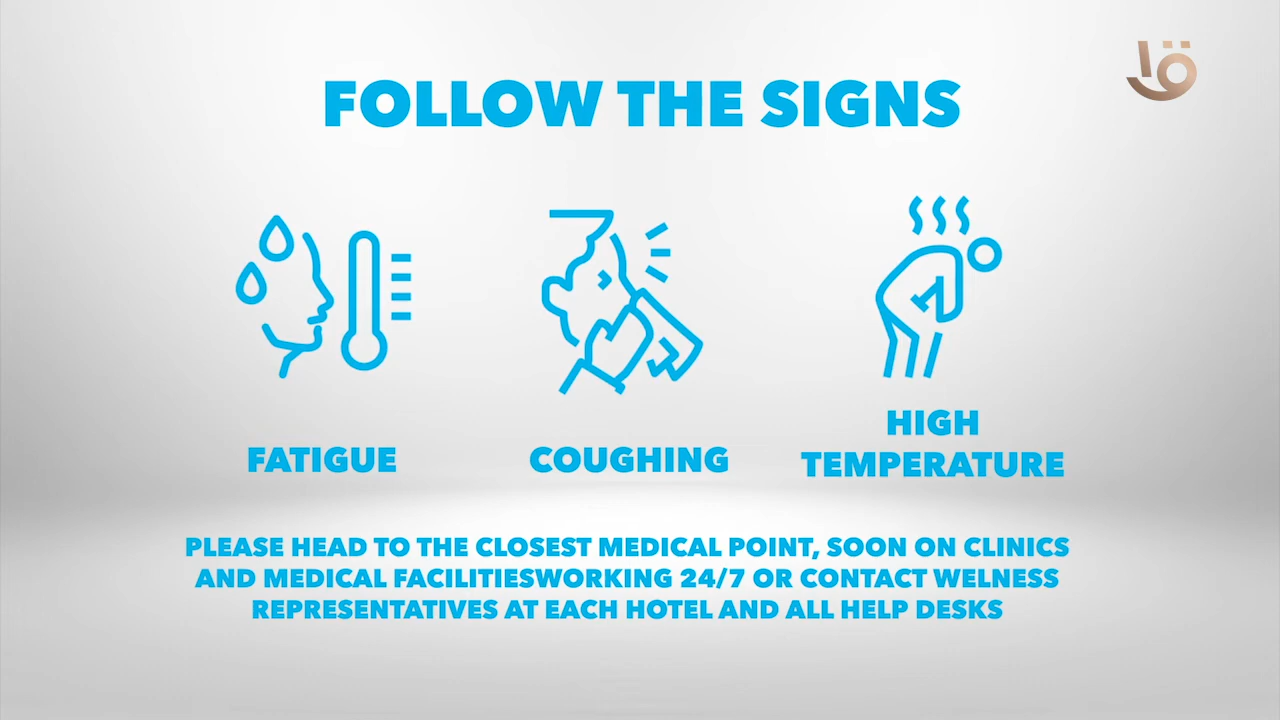 FOLLOW THE SIGNS
FATIGUE
COUGHING
HIGH
TEMPERATURE
PLEASE HEAD TO THE CLOSEST MEDICAL POINT, SOON ON CLINICS
AND MEDICAL FACILITIESWORKING 24/7 OR CONTACT WELNESS
REPRESENTATIVES AT EACH HOTEL AND ALL HELP DESKS